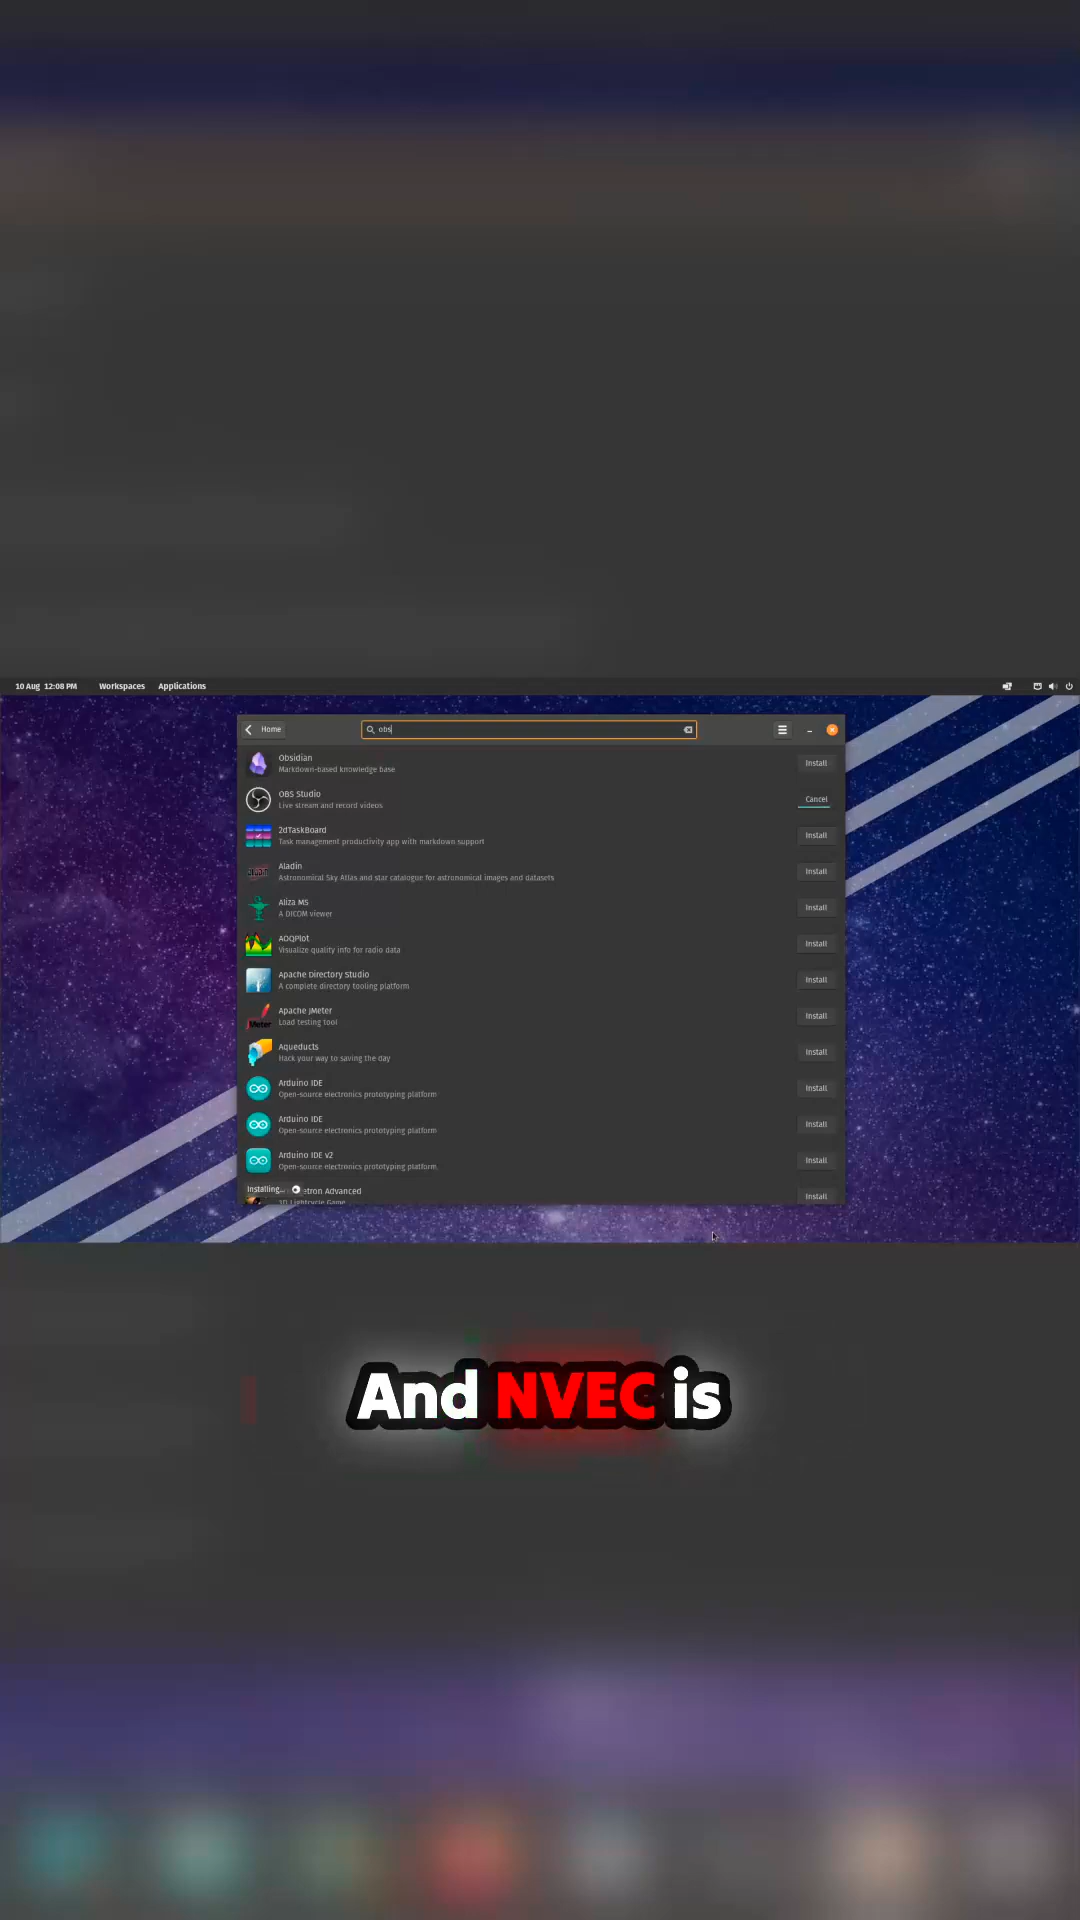 10 Aug 12:08 PM Workspaces Applications
Home obs
Obsidian
Markdown-based knowledge base
Install
OBS Studio
Live stream and record videos
Cancel
2dTaskBoard
Task management productivity app with markdown support
Install
Aladin
Astronomical Sky Atlas and star catalogue for astronomical images and datasets
Install
Aliza MS
A DICOM viewer
Install
AOQPlot
Visualize quality info for radio data
Install
Apache Directory Studio
A complete directory tooling platform
Install
Apache JMeter
Load testing tool
Install
Aqueducts
Hack your way to saving the day
Install
Arduino IDE
Open-source electronics prototyping platform
Install
Arduino IDE
Open-source electronics prototyping platform
Install
Arduino IDE v2
Open-source electronics prototyping platform.
Install
Installing... etron Advanced
3D Lightcycle Game
Install
And NVEC is